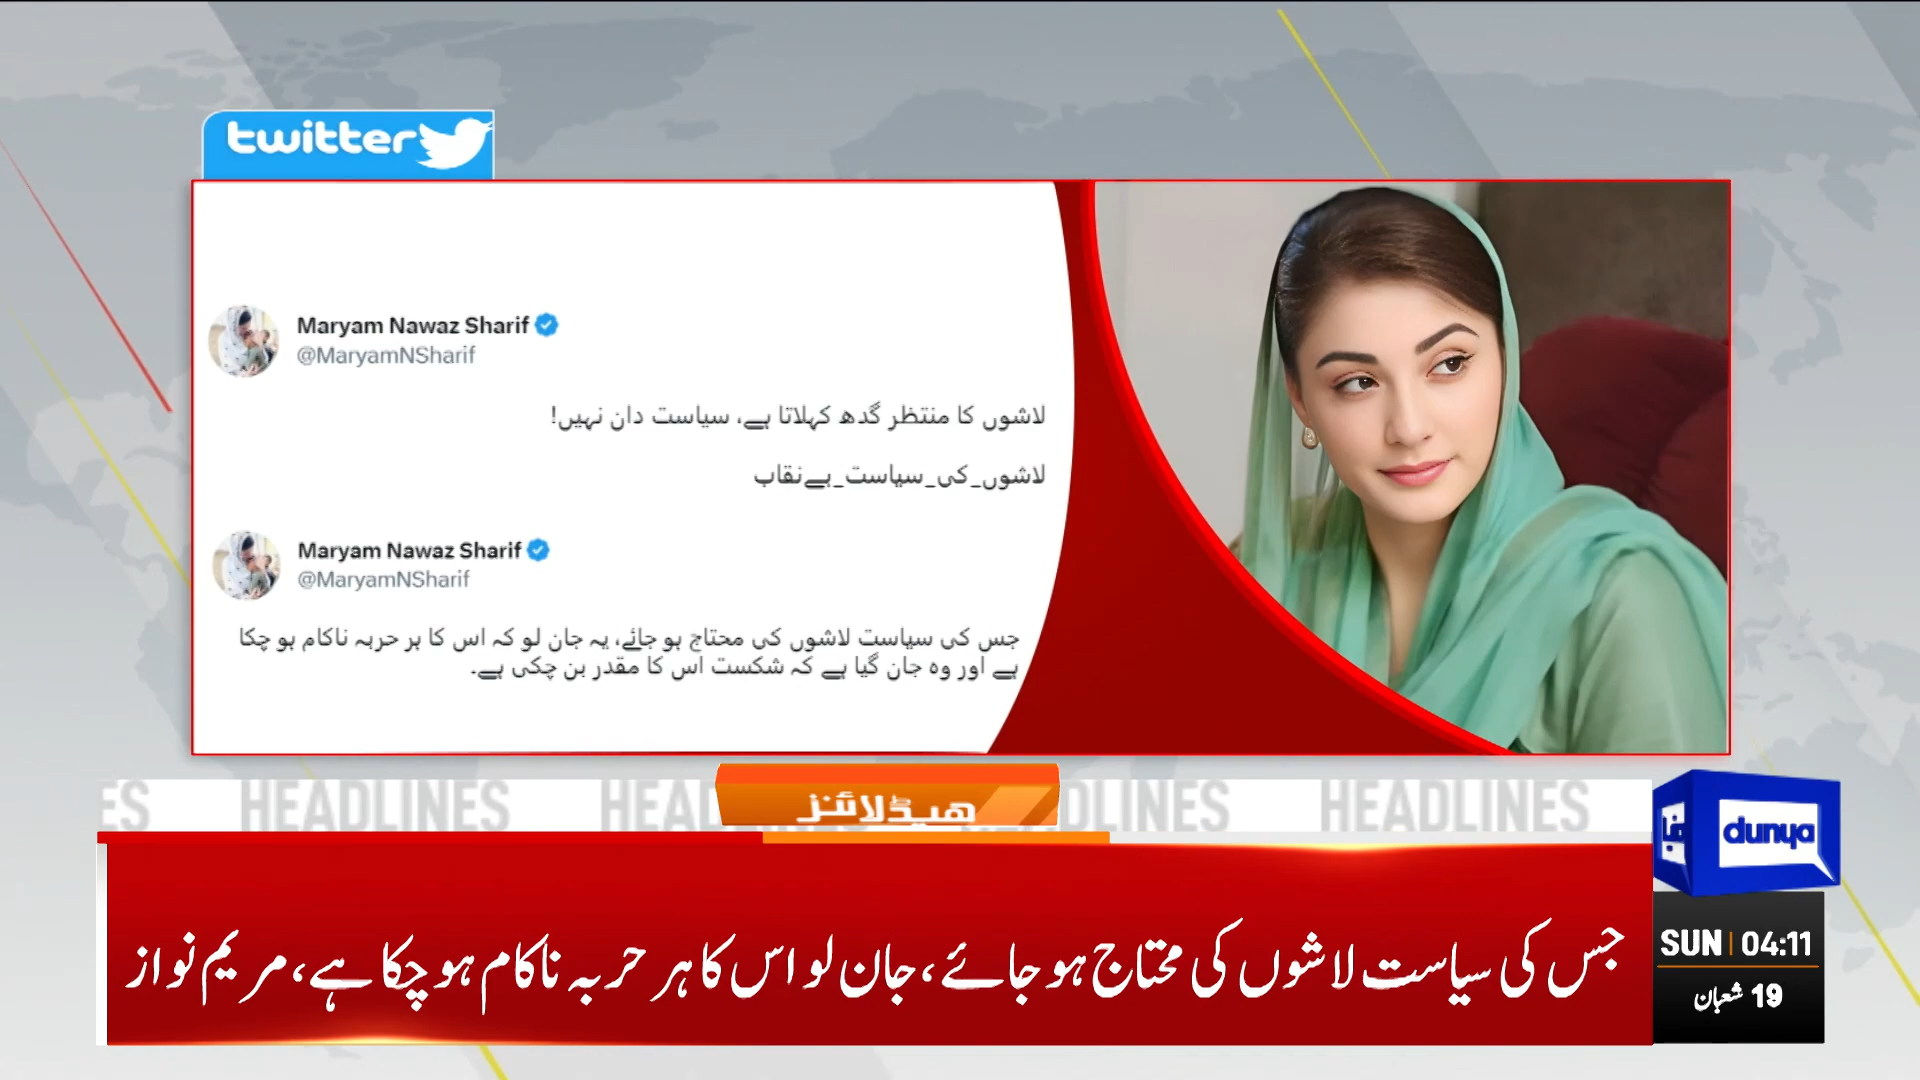 twitter
Maryam Nawaz Sharif
@MaryamNSharif
لاشوں کا منتظر گدھ کہلاتا ہے، سیاست دان نہیں!
لاشوں_کی_سیاست_بےنقاب
Maryam Nawaz Sharif
@MaryamNSharif
جس کی سیاست لاشوں کی محتاج ہو جائے، یہ جان لو کہ اس کا ہر حربہ ناکام ہو چکا
ہے اور وہ جان گیا ہے کہ شکست اس کا مقدر بن چکی ہے۔
ES HEADLINES HEAD DLINES HEADLINES
ھیڈلائنز
dunya
جس کی سیاست لاشوں کی محتاج ہو جائے، جان لو اس کا ہر حربہ ناکام ہو چکا ہے، مریم نواز
SUN 04:11
19 شعبان